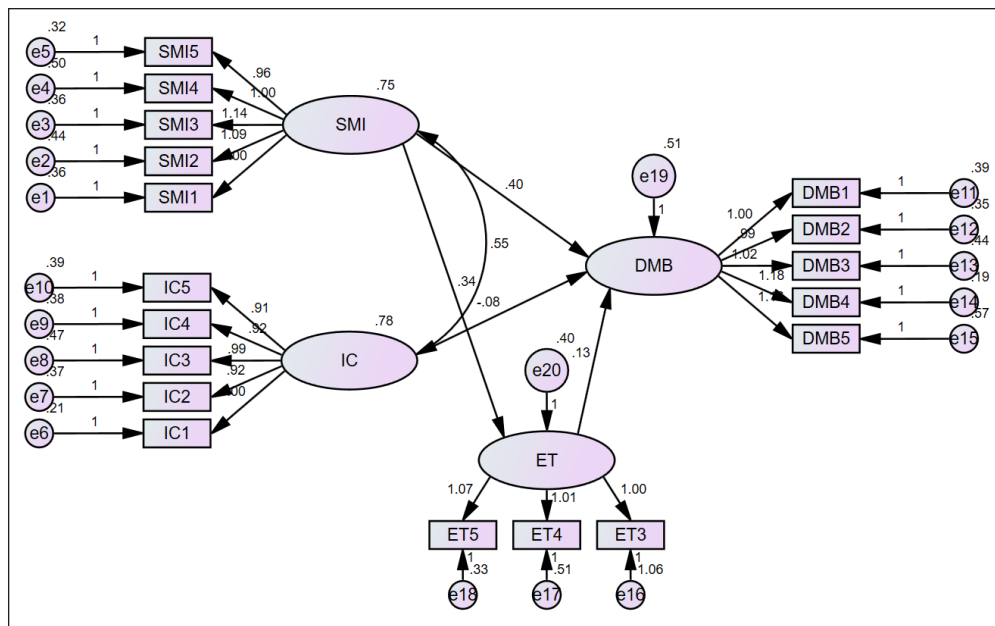 .32
e5 1 SMI5
.50
e4 1 SMI4
.36
e3 1 SMI3
.44
e2 1 SMI2
.36
e1 1 SMI1
.96
1.00
1.14
1.09
.75
SMI
.39
e10 1 IC5
.38
e9 1 IC4
.47
e8 1 IC3
.37
e7 1 IC2
.21
e6 1 IC1
.91
.92
.99
.92
.78
IC
.40
.55
.34
-.08
.51
e19
1
DMB
.40
e20
1
.13
ET
1.07
1.01
1.00
ET5
ET4
ET3
1
.33
e18
1
.51
e17
1
1.06
e16
1.00
.99
1.02
1.18
.39
DMB1 1 e11
.35
DMB2 1 e12
.44
DMB3 1 e13
.19
DMB4 1 e14
.57
DMB5 1 e15